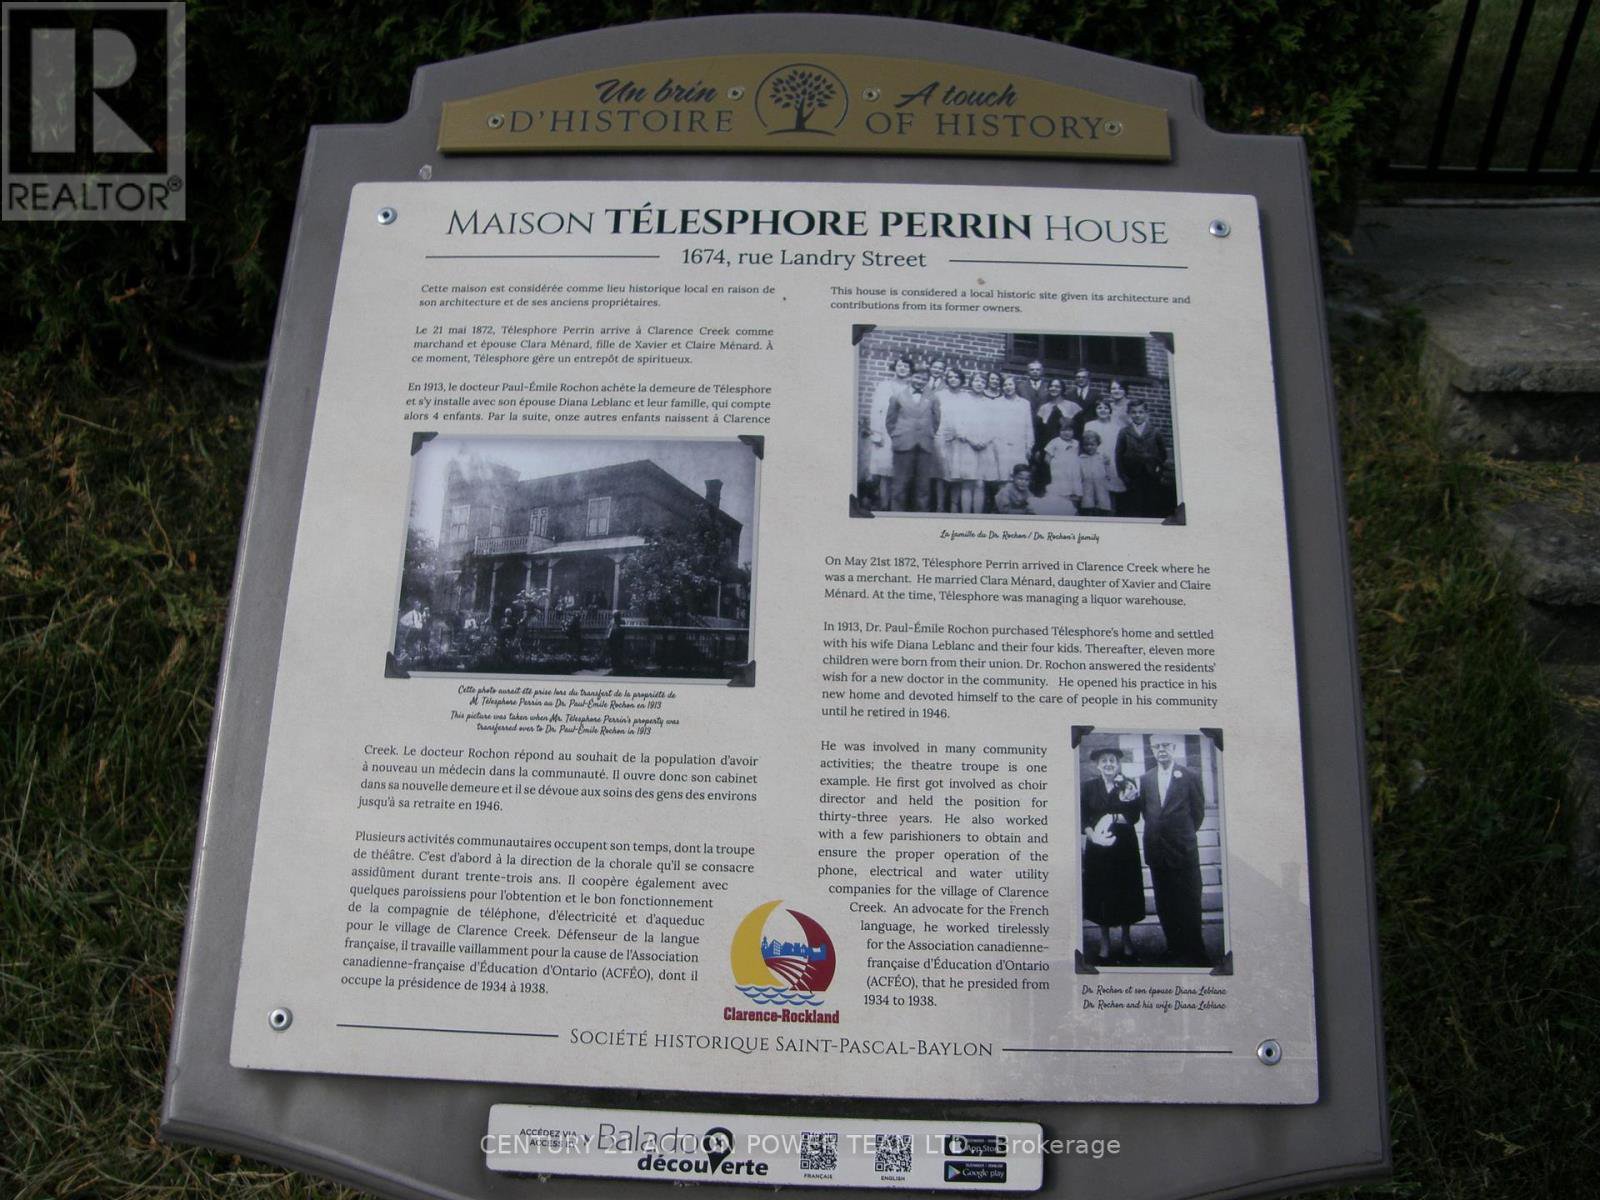 REALTOR®
Un brin
D'HISTOIRE
A touch
OF HISTORY
MAISON TÉLESPHORE PERRIN HOUSE
1674, rue Landry Street
Cette maison est considérée comme lieu historique local en raison de
son architecture et de ses anciens propriétaires.
Le 21 mai 1872, Télesphore Perrin arrive à Clarence Creek comme
marchand et épouse Clara Ménard, fille de Xavier et Claire Ménard. À
ce moment, Télesphore gère un entrepôt de spiritueux.
En 1913, le docteur Paul-Émile Rochon achète la demeure de Télesphore
et s'y installe avec son épouse Diana Leblanc et leur famille, qui compte
alors 4 enfants. Par la suite, onze autres enfants naissent à Clarence
Cette photo aurait été prise lors du transfert de la propriété de
M. Télesphore Perrin au Dr. Paul-Émile Rochon en 1913
This picture was taken when Mr. Télesphore Perrin's property was
transferred over to Dr. Paul-Émile Rochon in 1913
Creek. Le docteur Rochon répond au souhait de la population d'avoir
à nouveau un médecin dans la communauté. Il ouvre donc son cabinet
dans sa nouvelle demeure et il se dévoue aux soins des gens des environs
jusqu'à sa retraite en 1946.
Plusieurs activités communautaires occupent son temps, dont la troupe
de théâtre. C'est d'abord à la direction de la chorale qu'il se consacre
assidûment durant trente-trois ans. Il coopère également avec
quelques paroissiens pour l'obtention et le bon fonctionnement
de la compagnie de téléphone, d'électricité et d'aqueduc
pour le village de Clarence Creek. Défenseur de la langue
française, il travaille vaillamment pour la cause de l'Association
canadienne-française d'Éducation d'Ontario (ACFÉO), dont il
occupe la présidence de 1934 à 1938.
This house is considered a local historic site given its architecture and
contributions from its former owners.
La famille du Dr. Rochon / Dr. Rochon's family
On May 21st 1872, Télesphore Perrin arrived in Clarence Creek where he
was a merchant. He married Clara Ménard, daughter of Xavier and Claire
Ménard. At the time, Télesphore was managing a liquor warehouse.
In 1913, Dr. Paul-Émile Rochon purchased Télesphore's home and settled
with his wife Diana Leblanc and their four kids. Thereafter, eleven more
children were born from their union. Dr. Rochon answered the residents'
wish for a new doctor in the community. He opened his practice in his
new home and devoted himself to the care of people in his community
until he retired in 1946.
He was involved in many community
activities; the theatre troupe is one
example. He first got involved as choir
director and held the position for
thirty-three years. He also worked
with a few parishioners to obtain and
ensure the proper operation of the
phone, electrical and water utility
companies for the village of Clarence
Creek. An advocate for the French
language, he worked tirelessly
for the Association canadienne-
française d'Éducation d'Ontario
(ACFÉO), that he presided from
1934 to 1938.
Dr. Rochon et son épouse Diana Leblanc
Dr. Rochon and his wife Diana Leblanc
Clarence-Rockland
SOCIÉTÉ HISTORIQUE SAINT-PASCAL-BAYLON
ACCÉDEZ VIA
Balado
découverte
FRANÇAIS
ENGLISH
App Store
Google play
CENTURY 21 ACTION POWER TEAM LTD., Brokerage